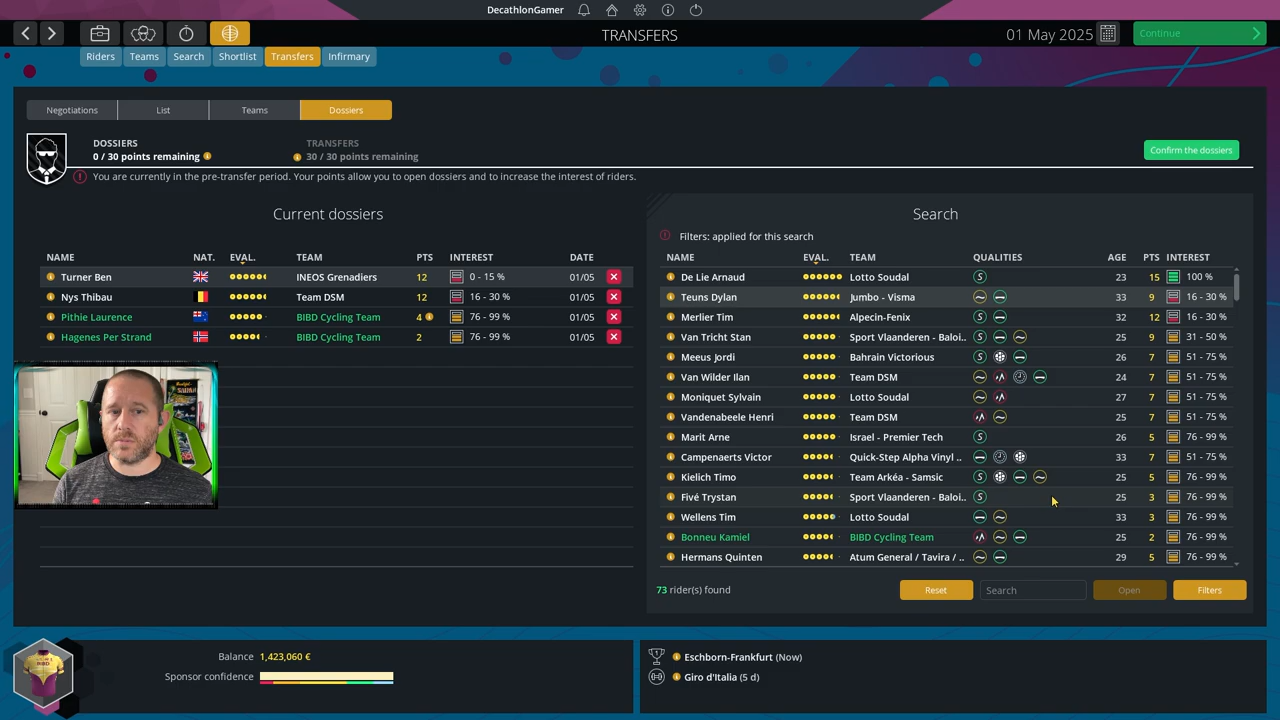 DecathlonGamer
TRANSFERS
01 May 2025
Continue
Riders Teams Search Shortlist Transfers Infirmary
Negotiations List Teams Dossiers
DOSSIERS
0 / 30 points remaining
TRANSFERS
30 / 30 points remaining
Confirm the dossiers
You are currently in the pre-transfer period. Your points allow you to open dossiers and to increase the interest of riders.
Current dossiers
NAME NAT. EVAL. TEAM PTS INTEREST DATE
Turner Ben INEOS Grenadiers 12 0 - 15 % 01/05
Nys Thibau Team DSM 12 16 - 30 % 01/05
Pithie Laurence BIBD Cycling Team 4 76 - 99 % 01/05
Hagenes Per Strand BIBD Cycling Team 2 76 - 99 % 01/05
Search
Filters: applied for this search
NAME EVAL. TEAM QUALITIES AGE PTS INTEREST
De Lie Arnaud Lotto Soudal S 23 15 100 %
Teuns Dylan Jumbo - Visma 33 9 16 - 30 %
Merlier Tim Alpecin-Fenix S 32 12 16 - 30 %
Van Tricht Stan Sport Vlaanderen - Baloi.. S 25 9 31 - 50 %
Meeus Jordi Bahrain Victorious S 26 7 51 - 75 %
Van Wilder Ilan Team DSM 24 7 51 - 75 %
Moniquet Sylvain Lotto Soudal 27 7 51 - 75 %
Vandenabeele Henri Team DSM 25 7 51 - 75 %
Marit Arne Israel - Premier Tech S 26 5 76 - 99 %
Campenaerts Victor Quick-Step Alpha Vinyl .. 33 7 51 - 75 %
Kielich Timo Team Arkéa - Samsic S 25 5 76 - 99 %
Fivé Trystan Sport Vlaanderen - Baloi.. S 25 3 76 - 99 %
Wellens Tim Lotto Soudal 33 3 76 - 99 %
Bonneu Kamiel BIBD Cycling Team 25 2 76 - 99 %
Hermans Quinten Atum General / Tavira / .. 29 5 76 - 99 %
73 rider(s) found
Reset Search Open Filters
Balance 1,423,060 €
Sponsor confidence
Eschborn-Frankfurt (Now)
Giro d'Italia (5 d)
BIBD